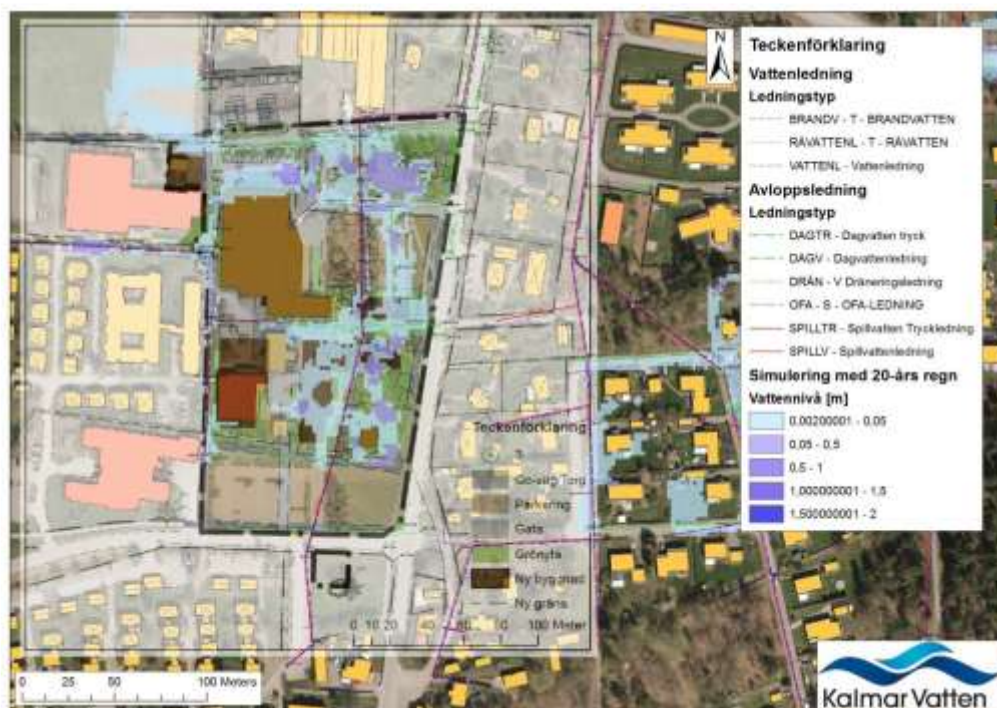 N
Teckenförklaring
Vattenledning
Ledningstyp
BRANDV - T - BRANDVATTEN
RÅVATTENL - T - RÅVATTEN
VATTENL - Vattenledning
Avloppsledning
Ledningstyp
DAGTR - Dagvatten tryck
DAGV - Dagvattenledning
DRÄN - V Dräneringsledning
OFA - S - OFA-LEDNING
SPILLTR - Spillvatten Tryckledning
SPILLV - Spillvattenledning
Simulering med 20-års regn
Vattennivå [m]
0,00200001 - 0,05
0,05 - 0,5
0,5 - 1
1,000000001 - 1,5
1,500000001 - 2
Teckenförklaring
Parkering
Gata
Grönyta
Ny byggnad
Ny gräns
0 10 20 40 60 80 100 Meter
0 25 50 100 Meters
Kalmar Vatten